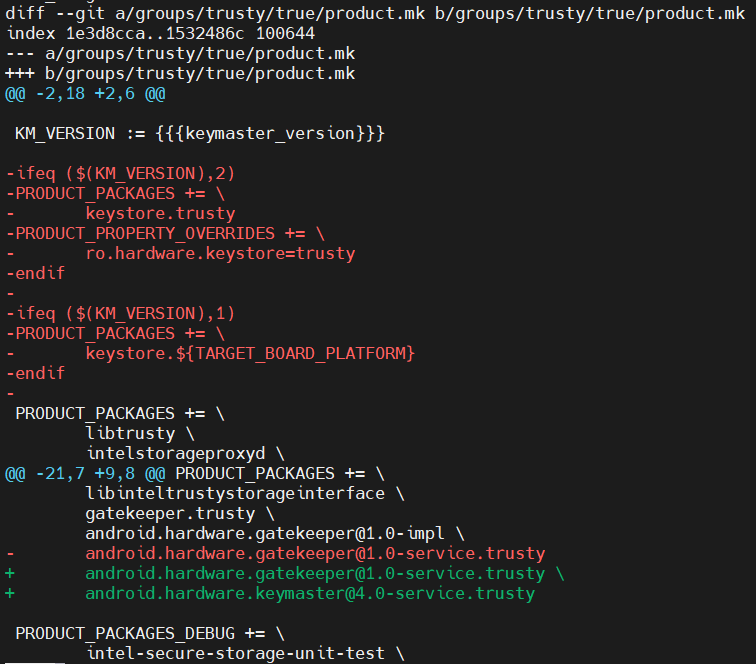 diff --git a/groups/trusty/true/product.mk b/groups/trusty/true/product.mk
index 1e3d8cca..1532486c 100644
--- a/groups/trusty/true/product.mk
+++ b/groups/trusty/true/product.mk
@@ -2,18 +2,6 @@

 KM_VERSION := {{{keymaster_version}}}

-ifeq ($(KM_VERSION),2)
-PRODUCT_PACKAGES += \
-       keystore.trusty
-PRODUCT_PROPERTY_OVERRIDES += \
-       ro.hardware.keystore=trusty
-endif
-
-ifeq ($(KM_VERSION),1)
-PRODUCT_PACKAGES += \
-       keystore.${TARGET_BOARD_PLATFORM}
-endif
-
 PRODUCT_PACKAGES += \
        libtrusty \
        intelstorageproxyd \
@@ -21,7 +9,8 @@ PRODUCT_PACKAGES += \
        libinteltrustystorageinterface \
        gatekeeper.trusty \
        android.hardware.gatekeeper@1.0-impl \
-       android.hardware.gatekeeper@1.0-service.trusty
+       android.hardware.gatekeeper@1.0-service.trusty \
+       android.hardware.keymaster@4.0-service.trusty

 PRODUCT_PACKAGES_DEBUG += \
        intel-secure-storage-unit-test \